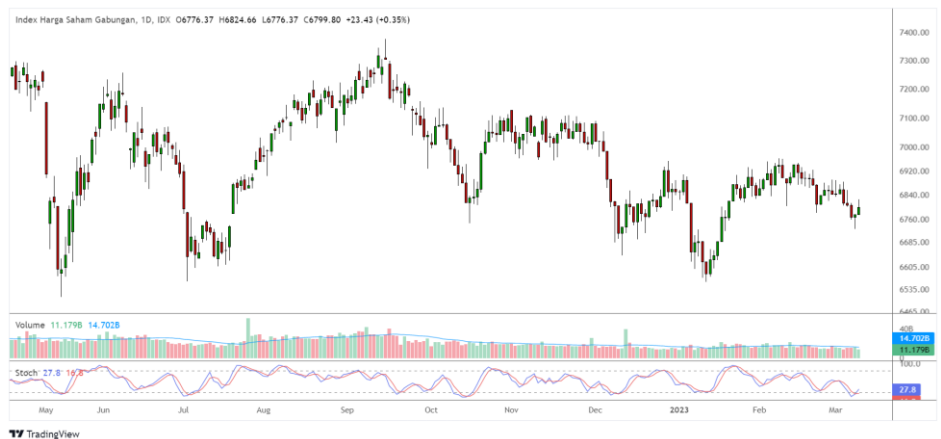 Index Harga Saham Gabungan, 1D, IDX O6776.37 H6824.66 L6776.37 C6799.80 +23.43 (+0.35%)
7400.00
7300.00
7200.00
7100.00
7000.00
6920.00
6840.00
6760.00
6685.00
6605.00
6535.00
6465.00
Volume 11.179B 14.702B
40B
14.702B
11.179B
0
100.0
Stoch 27.8 16.8
27.8
May Jun Jul Aug Sep Oct Nov Dec 2023 Feb Mar
TradingView